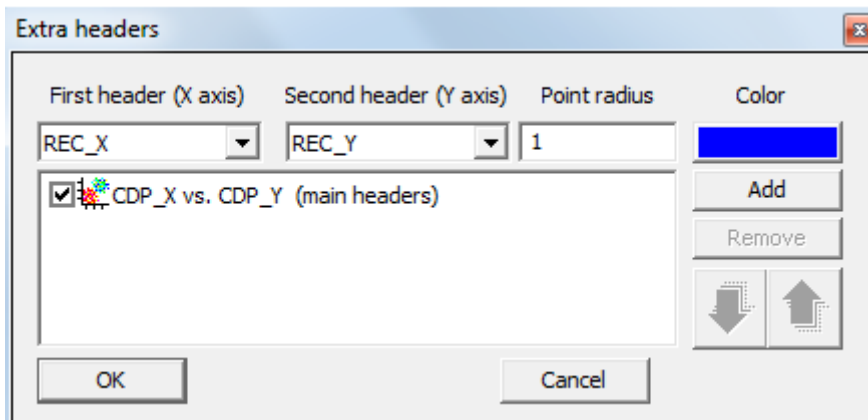 Extra headers
First header (X axis) Second header (Y axis) Point radius Color
REC_X REC_Y 1
CDP_X vs. CDP_Y (main headers)
Add
Remove
OK Cancel